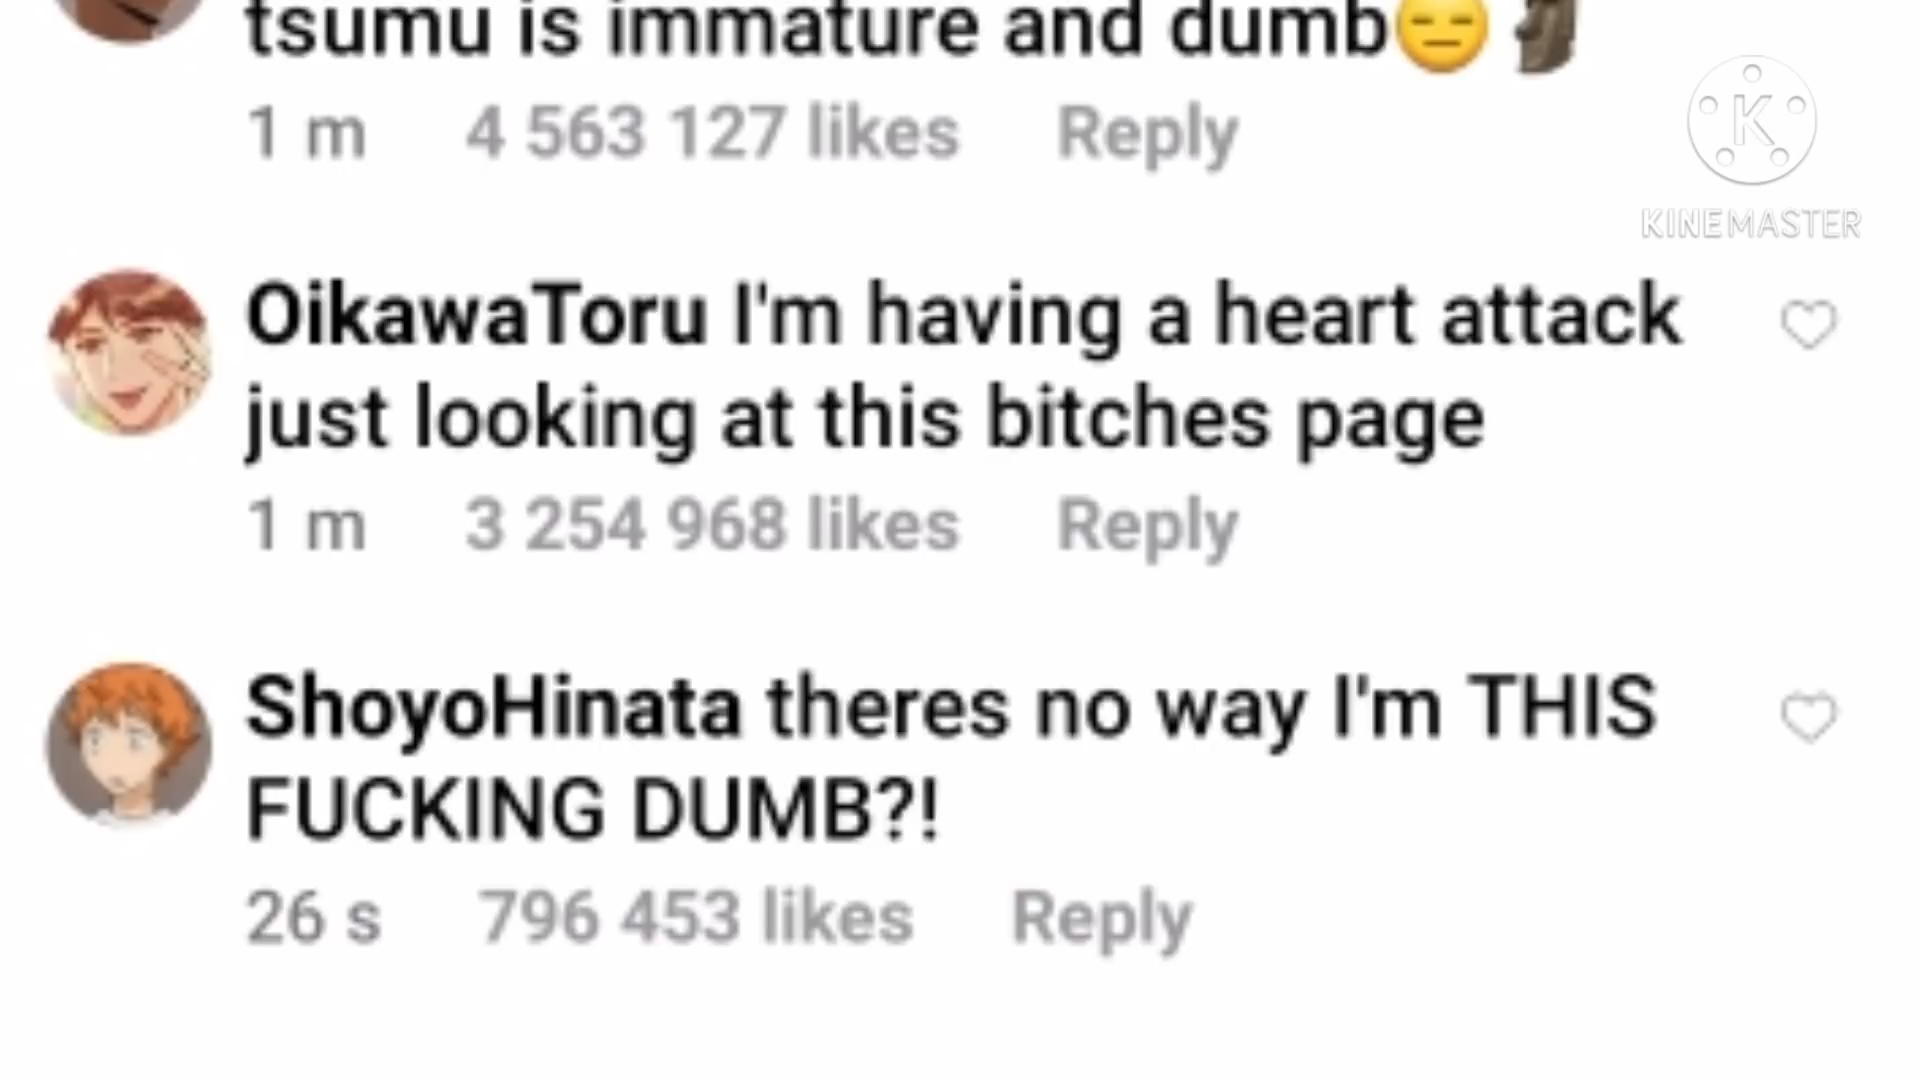 tsumu is immature and dumb😑🗿
1 m 4 563 127 likes Reply
K
KINEMASTER
OikawaToru I'm having a heart attack
just looking at this bitches page
1 m 3 254 968 likes Reply
ShoyoHinata theres no way I'm THIS
FUCKING DUMB?!
26 s 796 453 likes Reply